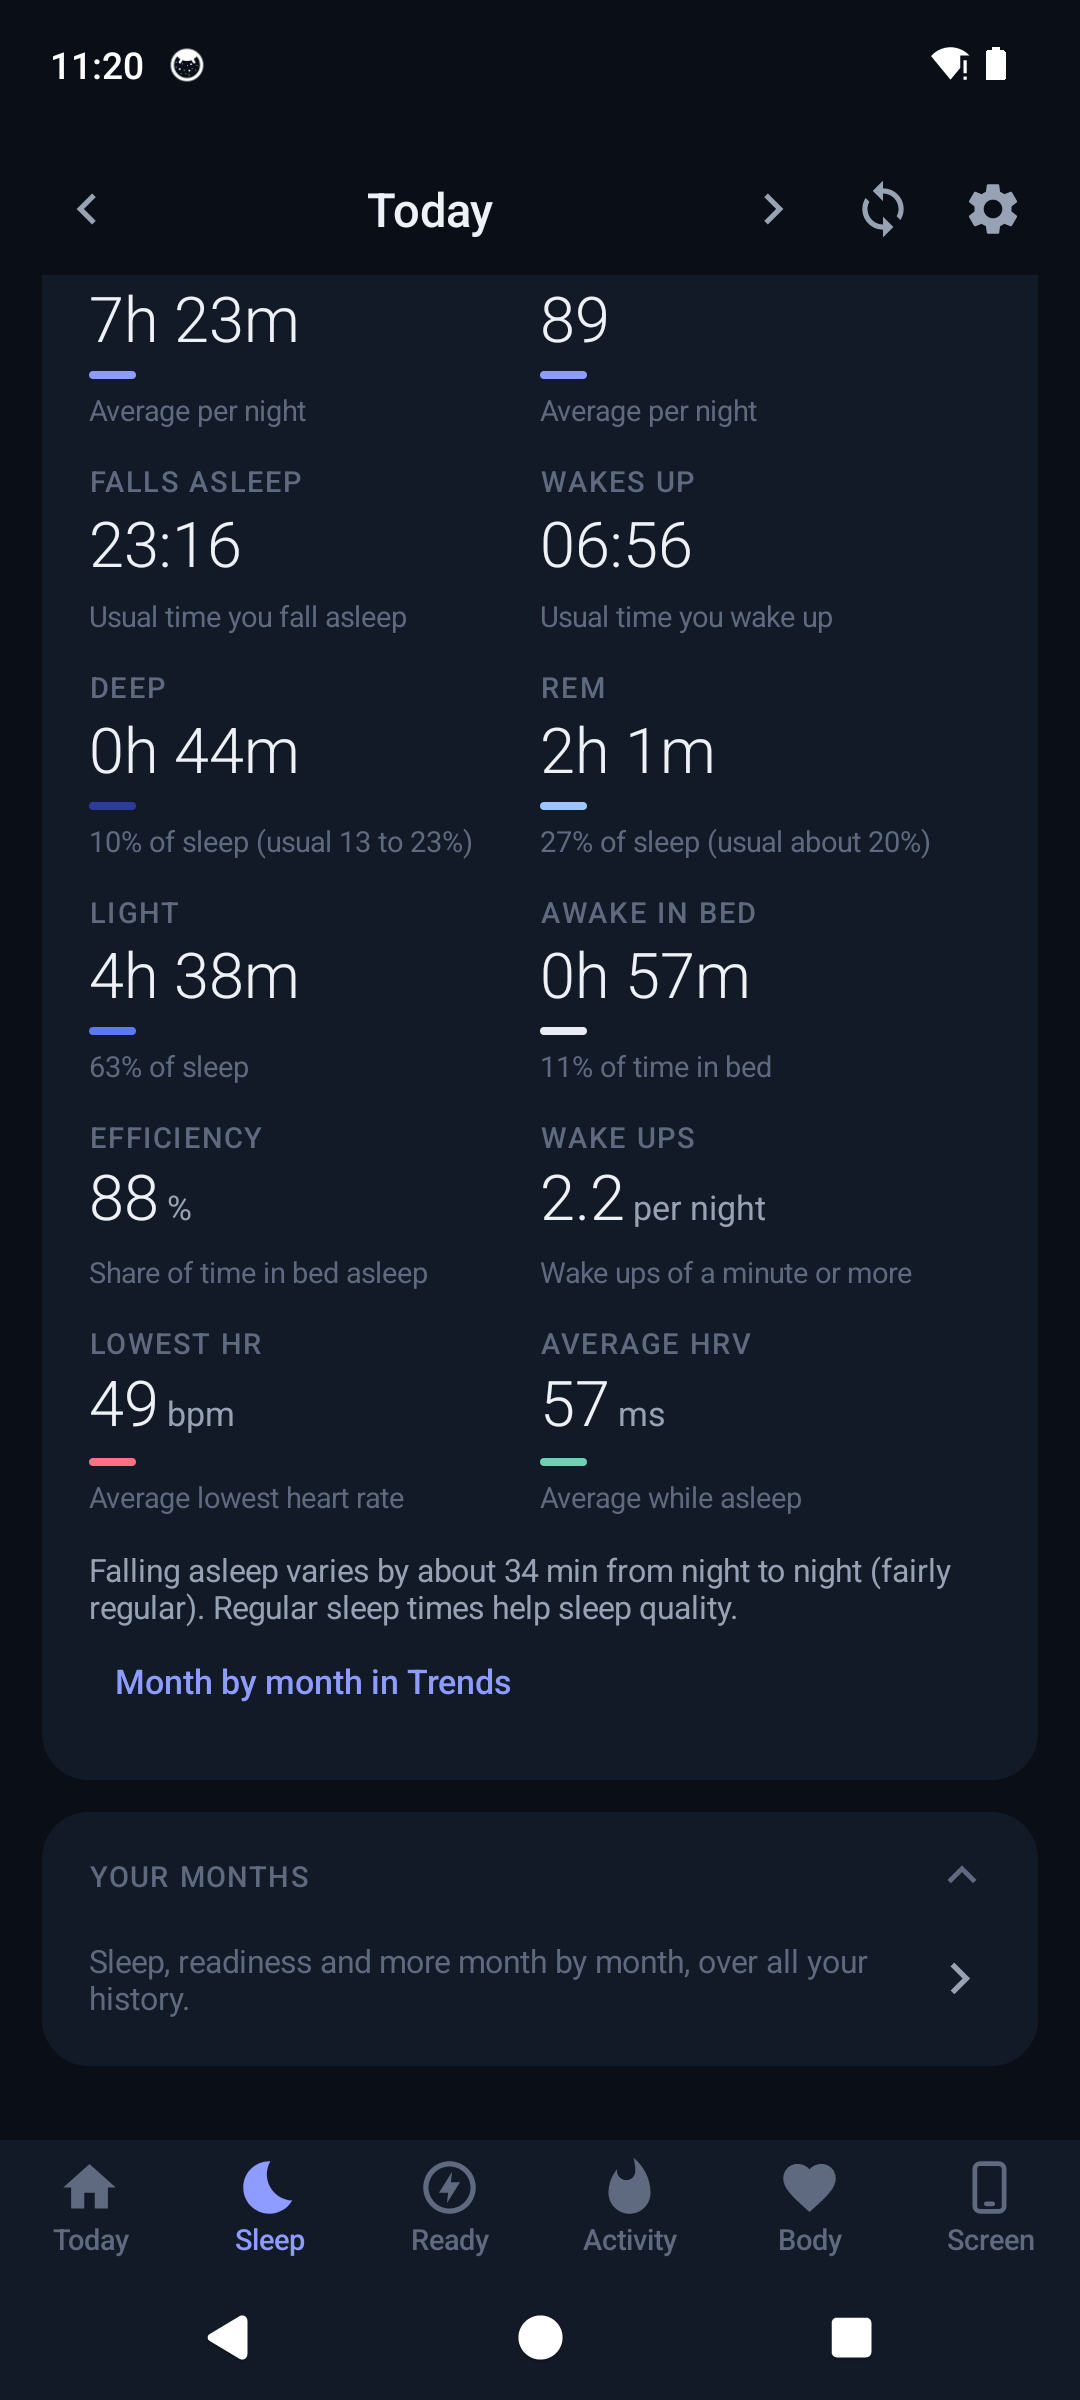 11:20
Today
7h 23m
89
Average per night
Average per night
FALLS ASLEEP
WAKES UP
23:16
06:56
Usual time you fall asleep
Usual time you wake up
DEEP
REM
0h 44m
2h 1m
10% of sleep (usual 13 to 23%)
27% of sleep (usual about 20%)
LIGHT
AWAKE IN BED
4h 38m
0h 57m
63% of sleep
11% of time in bed
EFFICIENCY
WAKE UPS
88 %
2.2 per night
Share of time in bed asleep
Wake ups of a minute or more
LOWEST HR
AVERAGE HRV
49 bpm
57 ms
Average lowest heart rate
Average while asleep
Falling asleep varies by about 34 min from night to night (fairly
regular). Regular sleep times help sleep quality.
Month by month in Trends
YOUR MONTHS
Sleep, readiness and more month by month, over all your
history.
Today
Sleep
Ready
Activity
Body
Screen